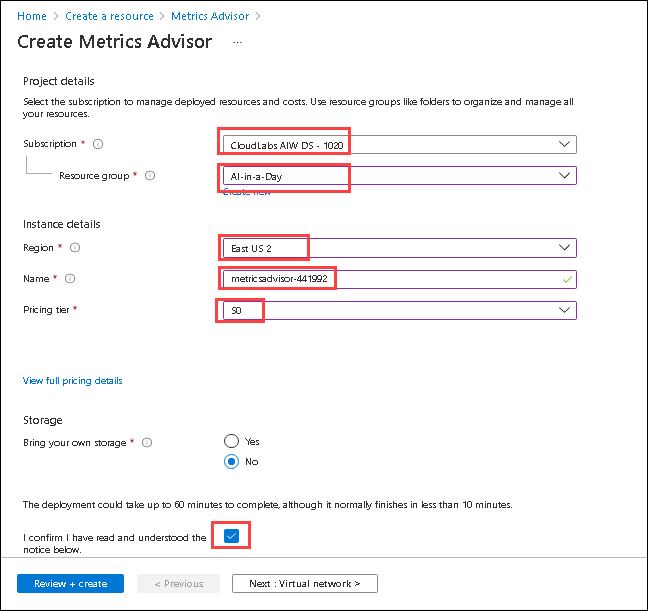 Home > Create a resource > Metrics Advisor >
Create Metrics Advisor ...
Project details
Select the subscription to manage deployed resources and costs. Use resource groups like folders to organize and manage all
your resources.
Subscription * CloudLabs AIW DS - 1020
Resource group * AI-in-a-Day
Create new
Instance details
Region * East US 2
Name * metricsadvisor-441992
Pricing tier * S0
View full pricing details
Storage
Bring your own storage * Yes
No
The deployment could take up to 60 minutes to complete, although it normally finishes in less than 10 minutes.
I confirm I have read and understood the
notice below.
Review + create < Previous Next : Virtual network >